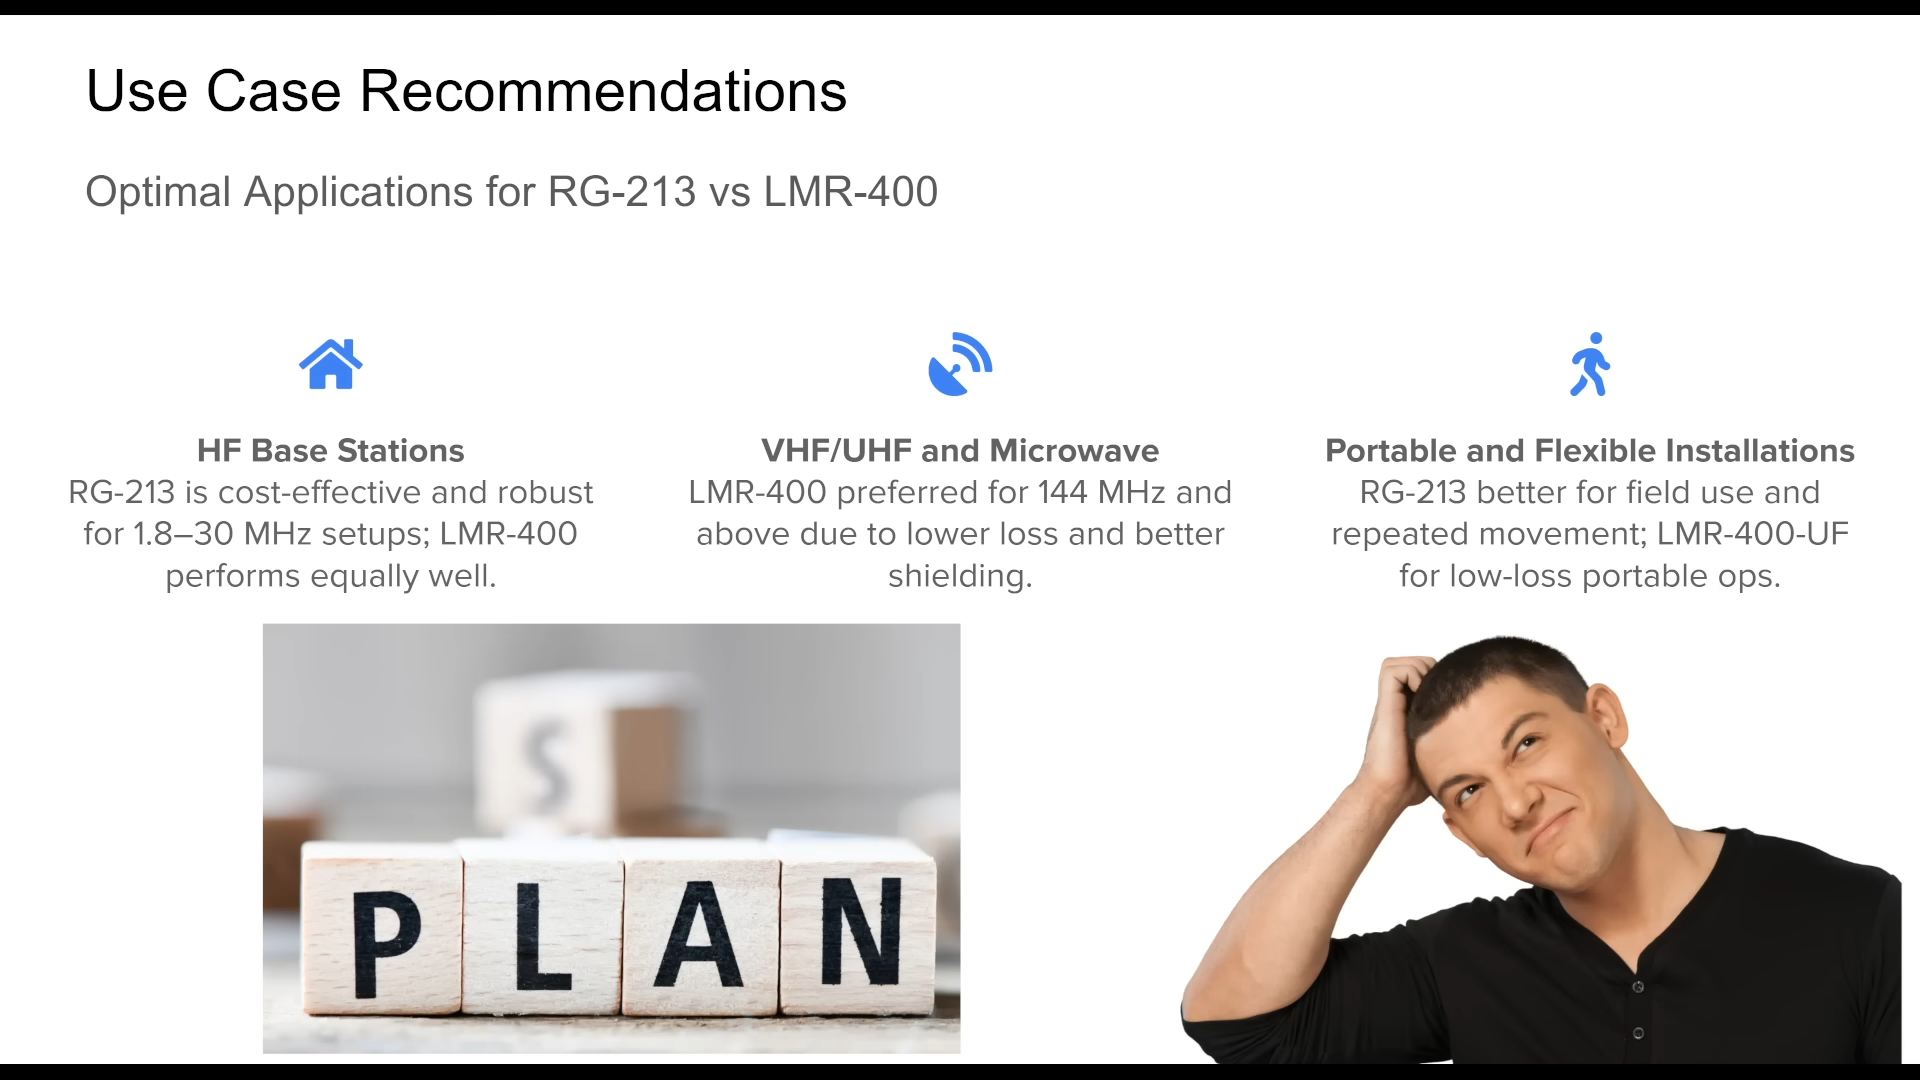 Use Case Recommendations
Optimal Applications for RG-213 vs LMR-400
HF Base Stations
RG-213 is cost-effective and robust
for 1.8–30 MHz setups; LMR-400
performs equally well.
VHF/UHF and Microwave
LMR-400 preferred for 144 MHz and
above due to lower loss and better
shielding.
Portable and Flexible Installations
RG-213 better for field use and
repeated movement; LMR-400-UF
for low-loss portable ops.
S
PLAN